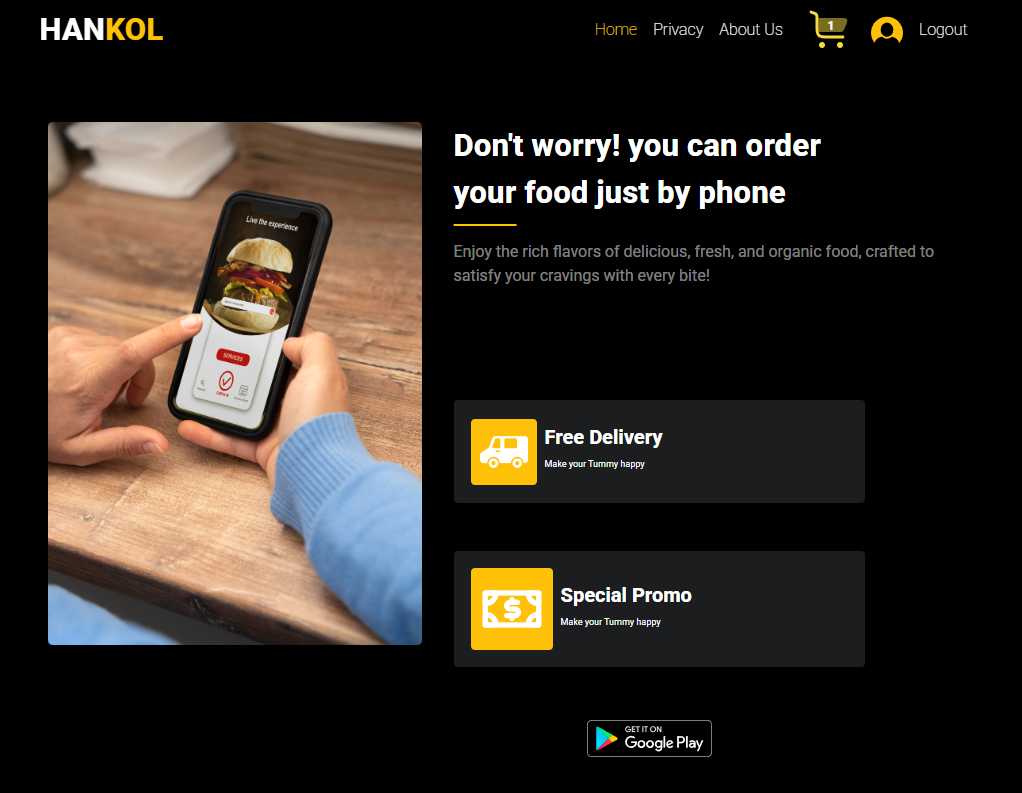 HANKOL
Home Privacy About Us 1 Logout
Don't worry! you can order
your food just by phone
Enjoy the rich flavors of delicious, fresh, and organic food, crafted to
satisfy your cravings with every bite!
Live the experience
SERVICES
Free Delivery
Make your Tummy happy
Special Promo
Make your Tummy happy
GET IT ON
Google Play